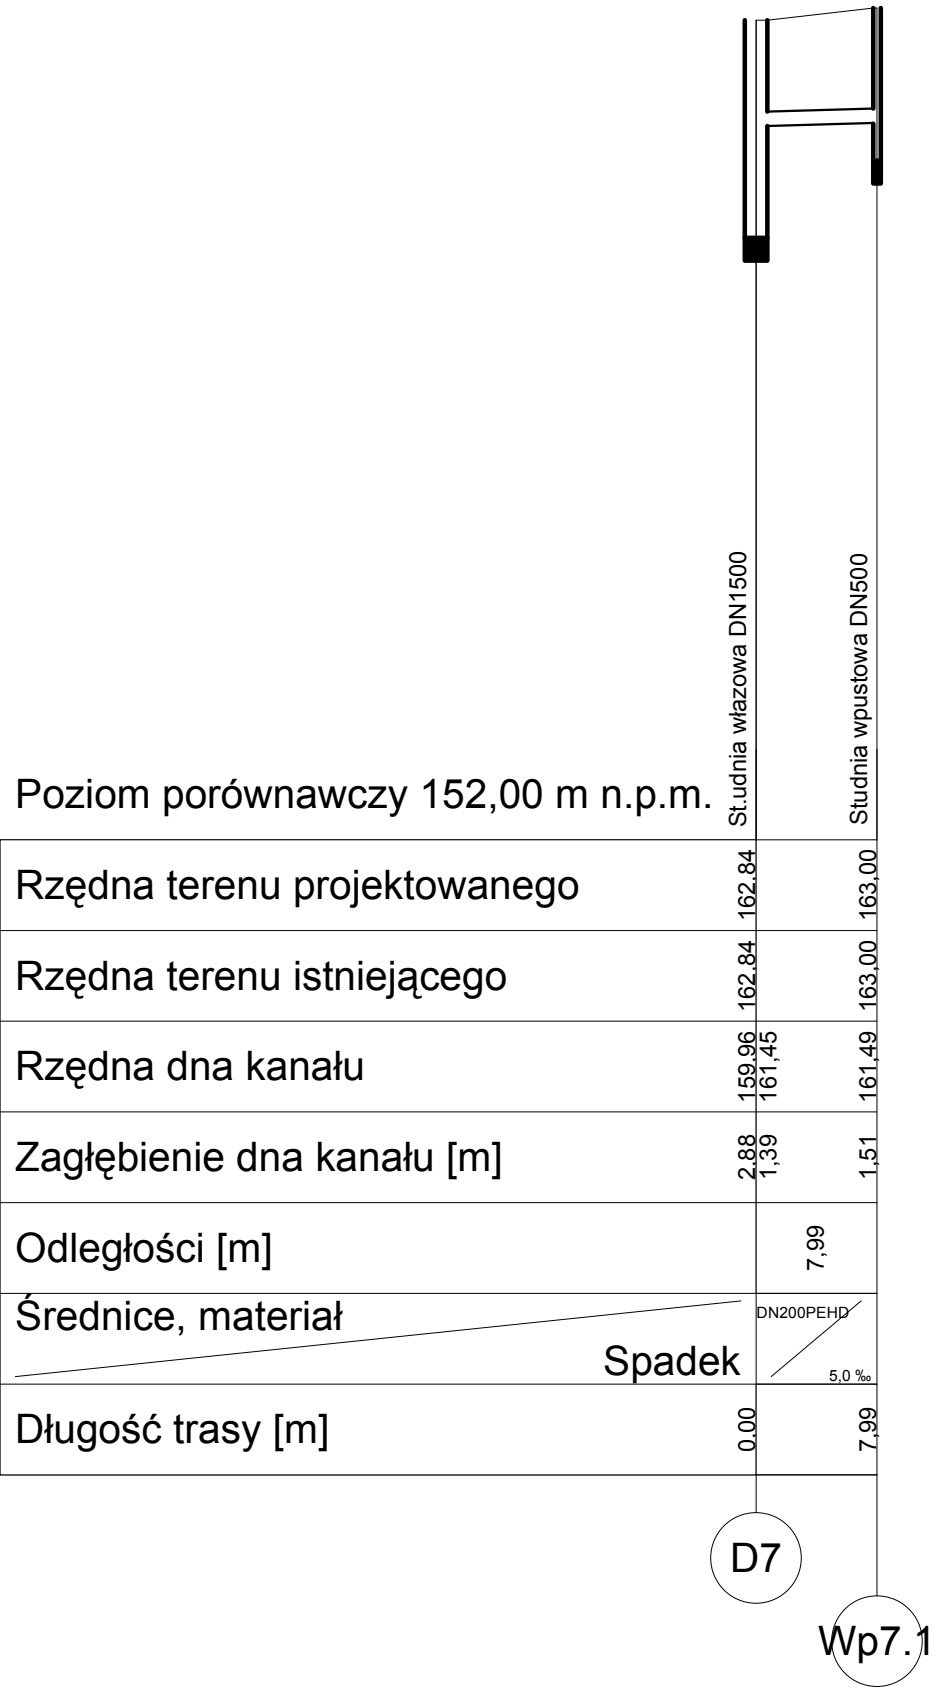 St.udnia włazowa DN1500
Studnia wpustowa DN500
Poziom porównawczy 152,00 m n.p.m.
Rzędna terenu projektowanego
162.84
163,00
Rzędna terenu istniejącego
162.84
163,00
Rzędna dna kanału
159.96
161,45
161,49
Zagłębienie dna kanału [m]
2.88
1,39
1,51
Odległości [m]
7,99
Średnice, materiał
Spadek
DN200PEHD
5,0 ‰
Długość trasy [m]
0.00
7,99
D7
Wp7.1